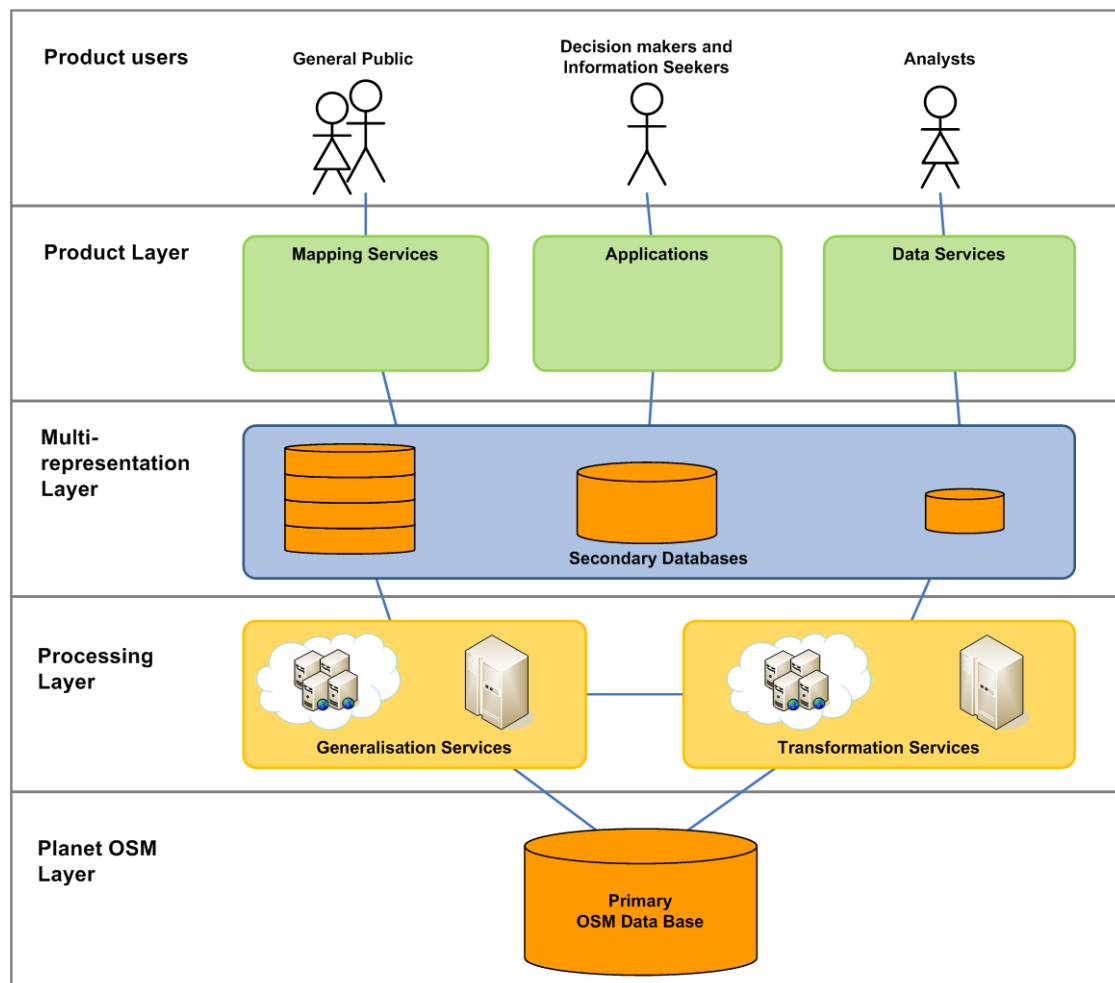 Product users
General Public
Decision makers and
Information Seekers
Analysts
Product Layer
Mapping Services
Applications
Data Services
Multi-
representation
Layer
Secondary Databases
Processing
Layer
Generalisation Services
Transformation Services
Planet OSM
Layer
Primary
OSM Data Base